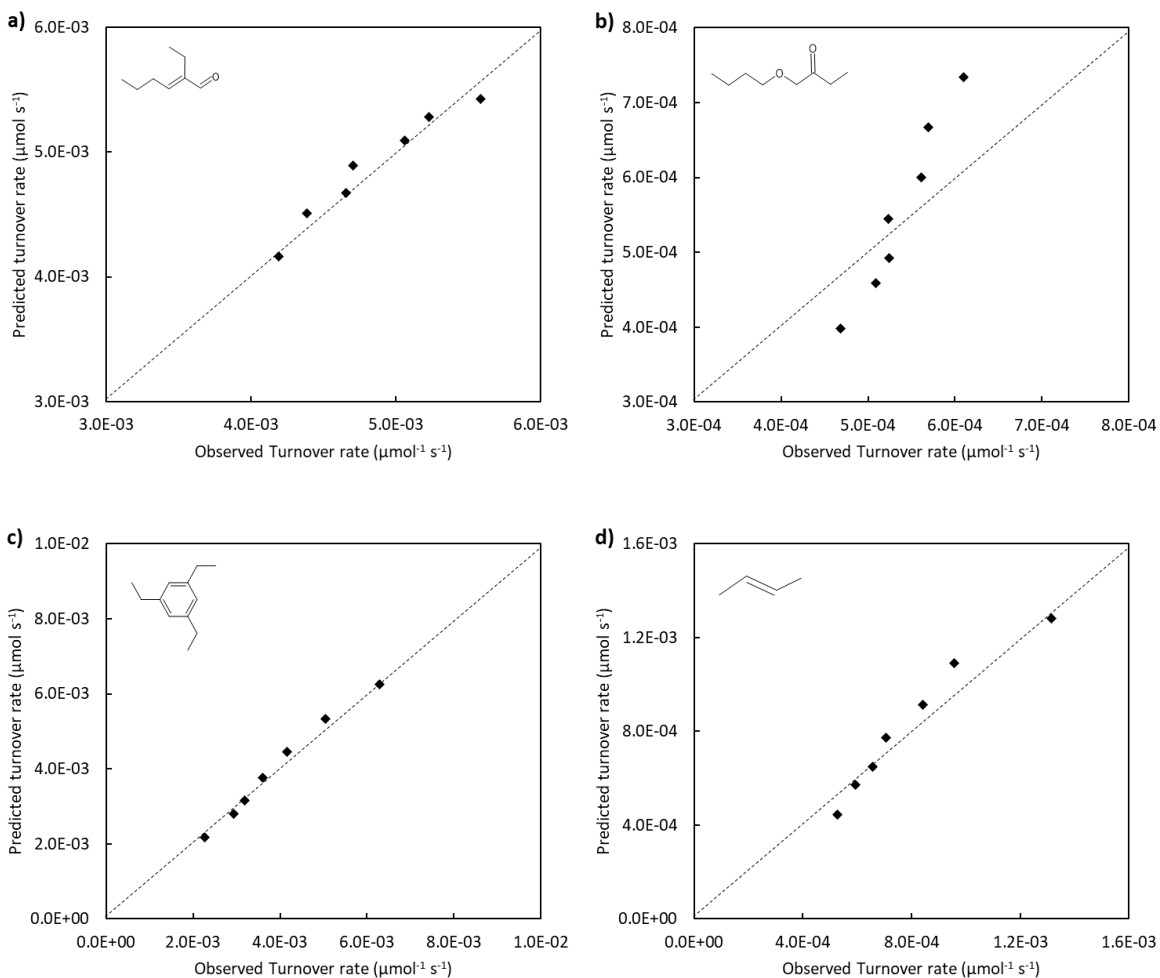 a)
6.0E-03
5.0E-03
4.0E-03
3.0E-03
Predicted turnover rate (μmol s⁻¹)
O
3.0E-03 4.0E-03 5.0E-03 6.0E-03
Observed Turnover rate (μmol⁻¹ s⁻¹)
b)
8.0E-04
7.0E-04
6.0E-04
5.0E-04
4.0E-04
3.0E-04
Predicted turnover rate (μmol s⁻¹)
O
O
3.0E-04 4.0E-04 5.0E-04 6.0E-04 7.0E-04 8.0E-04
Observed Turnover rate (μmol⁻¹ s⁻¹)
c)
1.0E-02
8.0E-03
6.0E-03
4.0E-03
2.0E-03
0.0E+00
Predicted turnover rate (μmol s⁻¹)
0.0E+00 2.0E-03 4.0E-03 6.0E-03 8.0E-03 1.0E-02
Observed Turnover rate (μmol⁻¹ s⁻¹)
d)
1.6E-03
1.2E-03
8.0E-04
4.0E-04
0.0E+00
Predicted turnover rate (μmol s⁻¹)
0.0E+00 4.0E-04 8.0E-04 1.2E-03 1.6E-03
Observed Turnover rate (μmol⁻¹ s⁻¹)